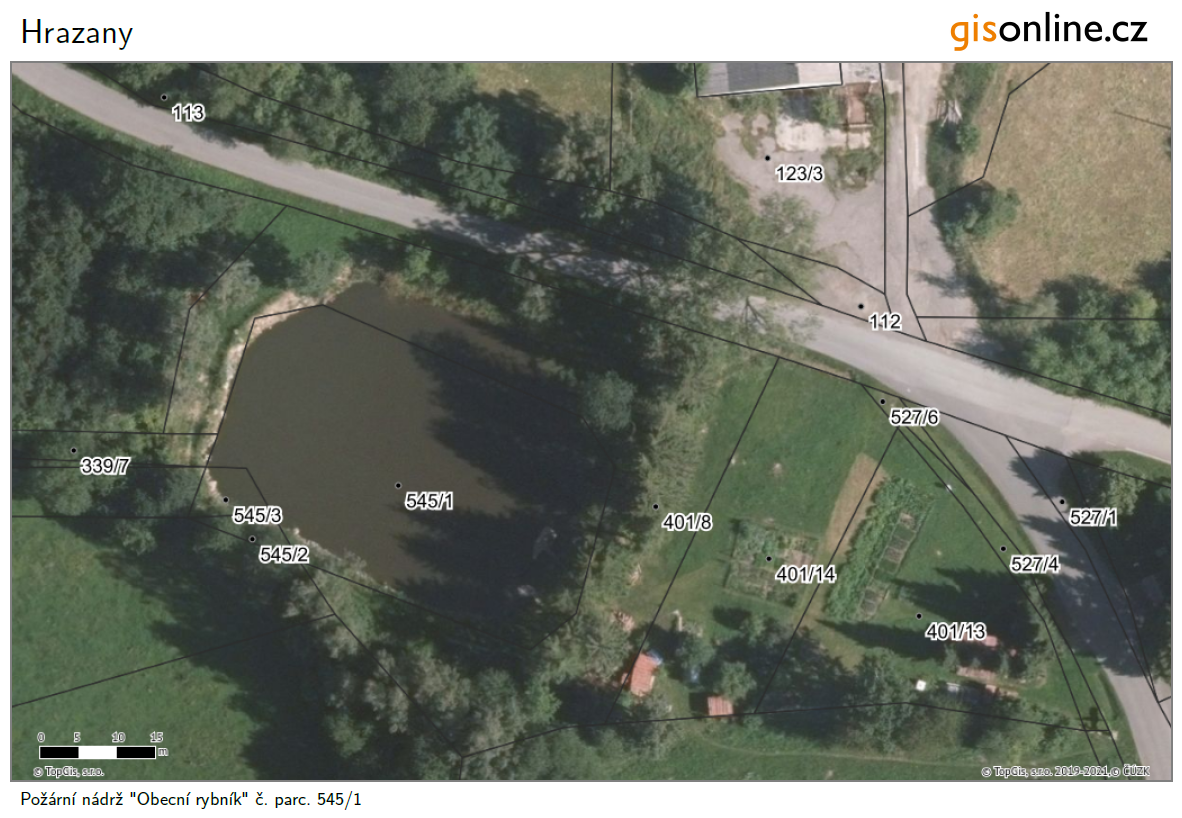 Hrazany
gisonline.cz
113
123/3
112
527/6
339/7
545/1
545/3
401/8
527/1
545/2
527/4
401/14
401/13
0 5 10 15
m
© TopGis, s.r.o.
© TopGis, s.r.o. 2019-2021,© ČÚZK
Požární nádrž "Obecní rybník" č. parc. 545/1